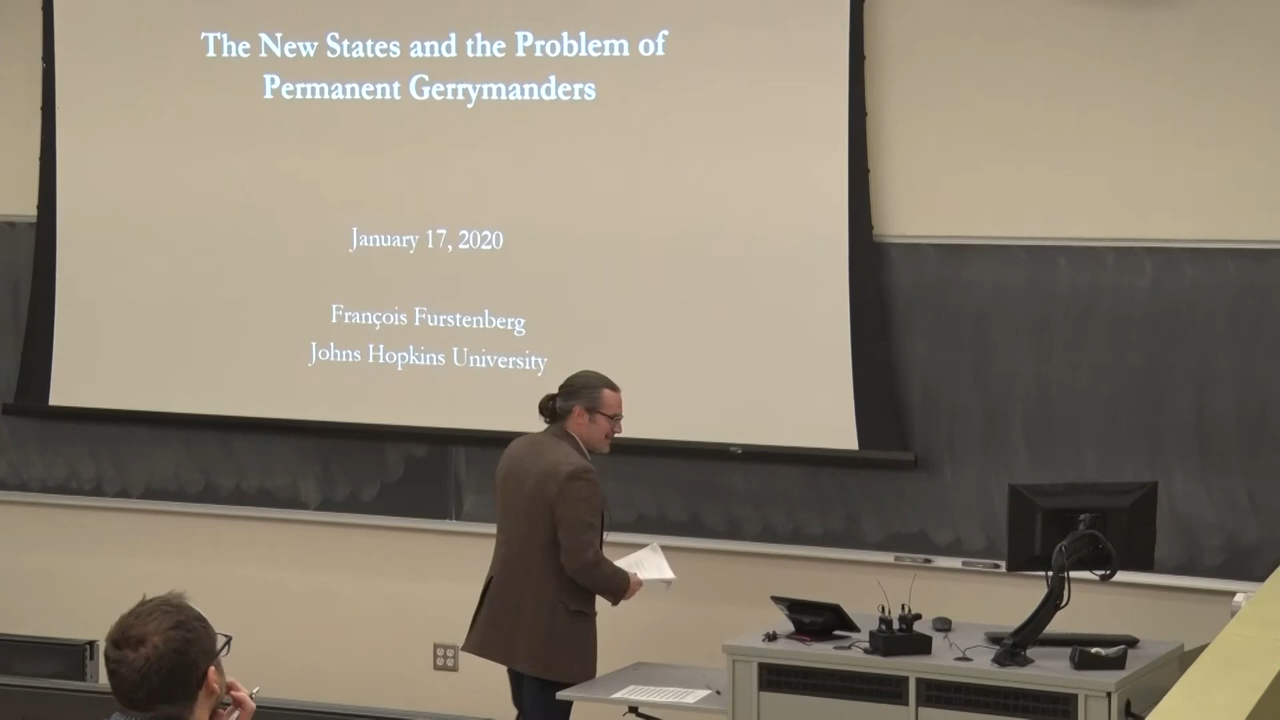 The New States and the Problem of
Permanent Gerrymanders
January 17, 2020
François Furstenberg
Johns Hopkins University